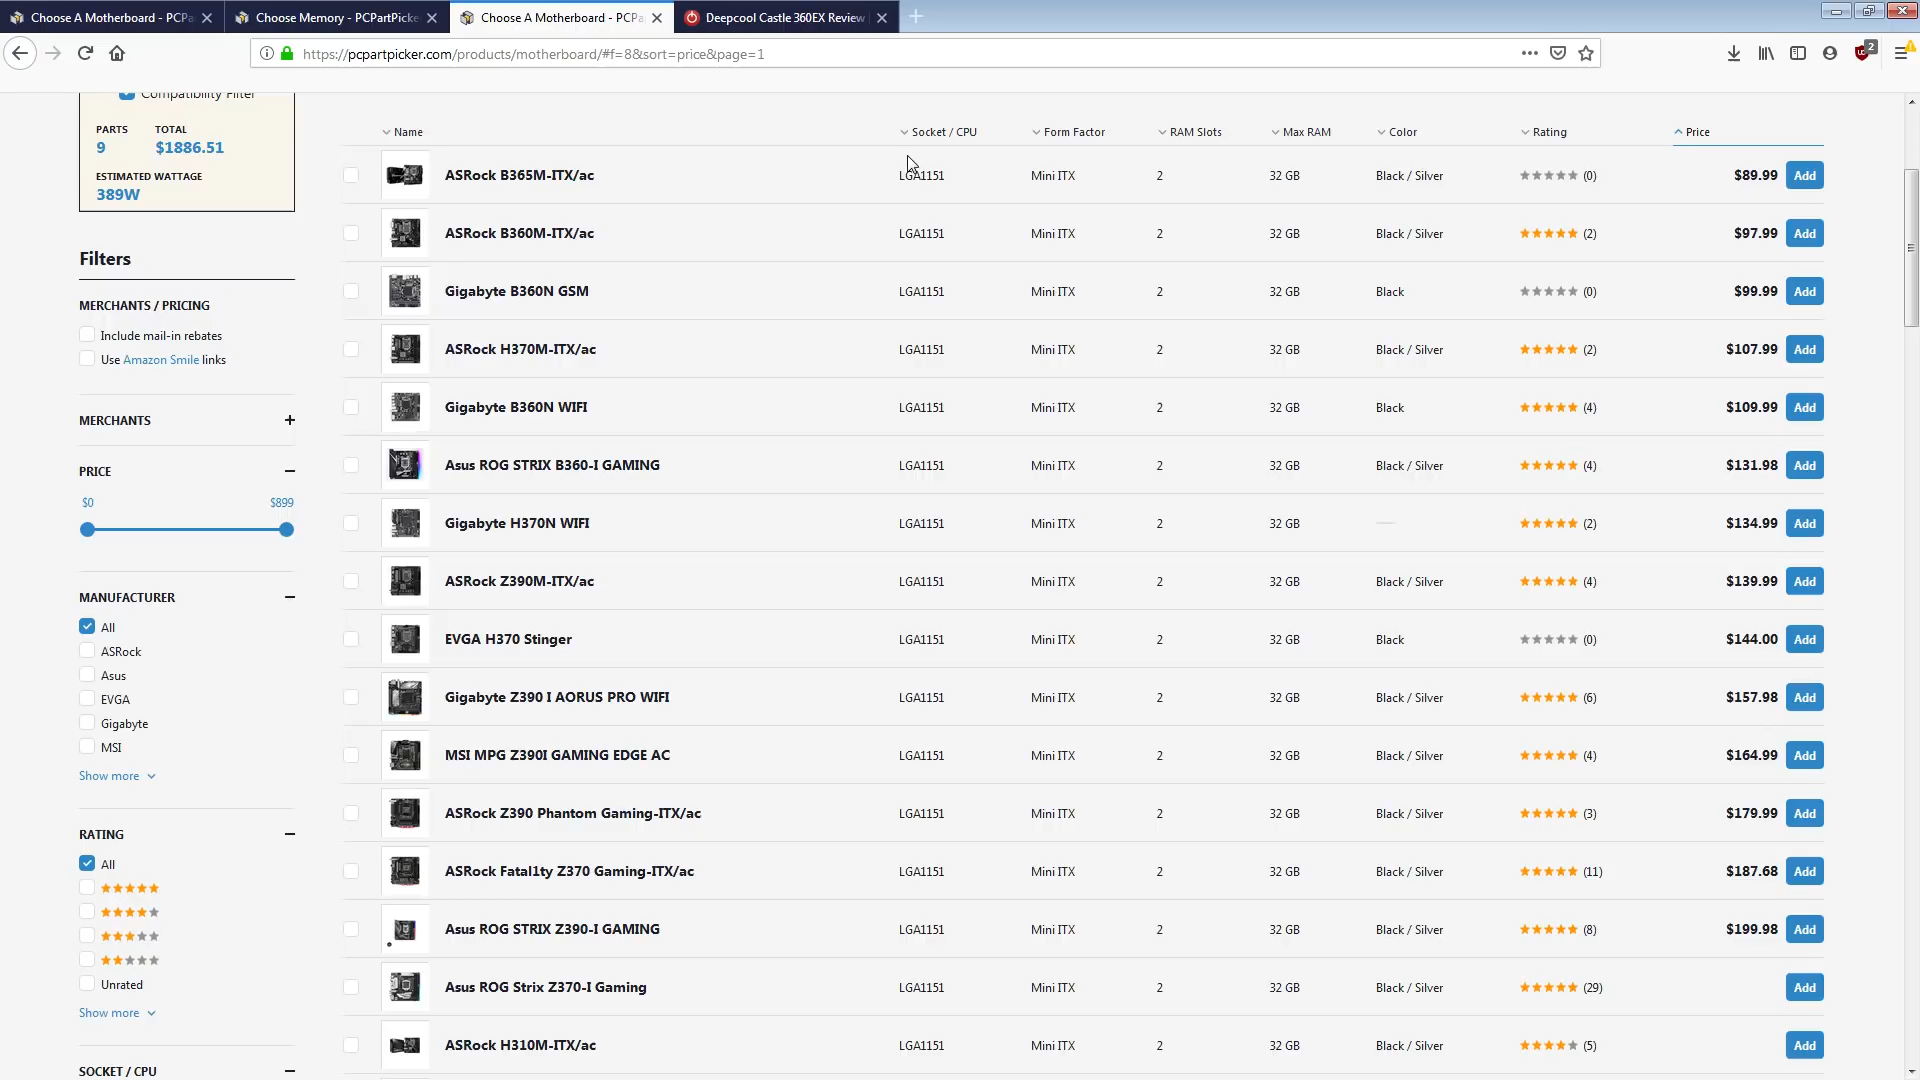 Choose A Motherboard - PCPa
Choose Memory - PCPartPicke
Choose A Motherboard - PCPa
Deepcool Castle 360EX Review
https://pcpartpicker.com/products/motherboard/#f=8&sort=price&page=1
2
Compatibility Filter
PARTS TOTAL
9 $1886.51
ESTIMATED WATTAGE
389W
Filters
MERCHANTS / PRICING
Include mail-in rebates
Use Amazon Smile links
MERCHANTS
PRICE
$0 $899
MANUFACTURER
All
ASRock
Asus
EVGA
Gigabyte
MSI
Show more
RATING
All
Unrated
Show more
SOCKET / CPU
Name Socket / CPU Form Factor RAM Slots Max RAM Color Rating Price
ASRock B365M-ITX/ac LGA1151 Mini ITX 2 32 GB Black / Silver (0) $89.99 Add
ASRock B360M-ITX/ac LGA1151 Mini ITX 2 32 GB Black / Silver (2) $97.99 Add
Gigabyte B360N GSM LGA1151 Mini ITX 2 32 GB Black (0) $99.99 Add
ASRock H370M-ITX/ac LGA1151 Mini ITX 2 32 GB Black / Silver (2) $107.99 Add
Gigabyte B360N WIFI LGA1151 Mini ITX 2 32 GB Black (4) $109.99 Add
Asus ROG STRIX B360-I GAMING LGA1151 Mini ITX 2 32 GB Black / Silver (4) $131.98 Add
Gigabyte H370N WIFI LGA1151 Mini ITX 2 32 GB (2) $134.99 Add
ASRock Z390M-ITX/ac LGA1151 Mini ITX 2 32 GB Black / Silver (4) $139.99 Add
EVGA H370 Stinger LGA1151 Mini ITX 2 32 GB Black (0) $144.00 Add
Gigabyte Z390 I AORUS PRO WIFI LGA1151 Mini ITX 2 32 GB Black / Silver (6) $157.98 Add
MSI MPG Z390I GAMING EDGE AC LGA1151 Mini ITX 2 32 GB Black / Silver (4) $164.99 Add
ASRock Z390 Phantom Gaming-ITX/ac LGA1151 Mini ITX 2 32 GB Black / Silver (3) $179.99 Add
ASRock Fatal1ty Z370 Gaming-ITX/ac LGA1151 Mini ITX 2 32 GB Black / Silver (11) $187.68 Add
Asus ROG STRIX Z390-I GAMING LGA1151 Mini ITX 2 32 GB Black / Silver (8) $199.98 Add
Asus ROG Strix Z370-I Gaming LGA1151 Mini ITX 2 32 GB Black / Silver (29) Add
ASRock H310M-ITX/ac LGA1151 Mini ITX 2 32 GB Black / Silver (5) Add